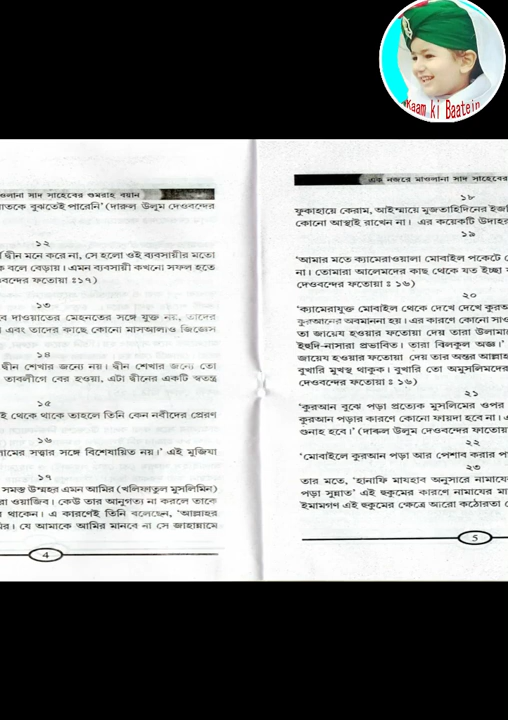 Kaam ki Baatein
ওলানা সাদ সাহেবের গুমরাহ বয়ান
াতকে বুঝতেই পারেনি’ (দারুল উলুম দেওবন্দের
১২
দ্বীন মনে করে না, সে হলো ওই ব্যবসায়ীর মতো
ক বলে বেড়ায়। এমন ব্যবসায়ী কখনো সফল হতে
বন্দের ফতোয়া ঃ ১৭)
১৩
বে দাওয়াতের মেহনতের সঙ্গে যুক্ত নয়, তাদের
এবং তাদের কাছে কোনো মাসআলাও জিজ্ঞেস
১৪
দ্বীন শেখার জন্যে নয়। দ্বীন শেখার জন্যে তো
তাবলীগে বের হওয়া, এটা দ্বীনের একটি স্বতন্ত্র
১৫
ই থেকে থাকে তাহলে তিনি কেন নবীদের প্রেরণ
১৬
লামের সত্ত্বার সঙ্গে বিশেষায়িত নয়।’ এই মুজিযা
১৭
সমস্ত উম্মহর এমন আমির (খলিফাতুল মুসলিমিন)
রা ওয়াজিব। কেউ তার আনুগত্য না করলে তাকে
থাকেন। এ কারণেই তিনি বলেছেন, ‘আল্লাহর
মির। যে আমাকে আমির মানবে না সে জাহান্নামে
4
এক নজরে মাওলানা সাদ সাহেবের
১৮
ফুকাহায়ে কেরাম, আইম্মায়ে মুজতাহিদিনের ইজ
কোনো আস্থাই রাখেন না। এর কয়েকটি উদাহ
১৯
‘আমার মতে ক্যামেরাওয়ালা মোবাইল পকেটে
না। তোমারা আলেমদের কাছ থেকে যত ইচ্ছা
দেওবন্দের ফতোয়া ঃ ১৬)
২০
‘ক্যামেরাযুক্ত মোবাইল থেকে দেখে দেখে কুরআ
কুরআনের অবমাননা হয়। এর কারণে কোনো সাও
তা জায়েয হওয়ার ফতোয়া দেয় তারা উলামা
ইহুদি-নাসারা প্রভাবিত। তারা বিলকুল অজ্ঞ।’
জায়েয হওয়ার ফতোয়া দেয় তার অন্তর আল্লাহ
বুখারি মুখস্থ থাকুক। বুখারি তো অমুসলিমদের
দেওবন্দের ফতোয়া ঃ ১৬)
২১
‘কুরআন বুঝে পড়া প্রত্যেক মুসলিমের ওপর
কুরআন পড়ার কারণে কোনো ফায়দা হবে না।
গুনাহ হবে।’ (দারুল উলুম দেওবন্দের ফাতোয়া
২২
‘মোবাইলে কুরআন পড়া আর পেশাব করার প
২৩
তার মতে, ‘হানাফি মাযহাব অনুসারে নামাযে
পড়া সুন্নাত’ এই হুকুমের কারণে নামাযের মা
ইমামগণ এই হুকুমের ক্ষেত্রে আরো কঠোরতা
5